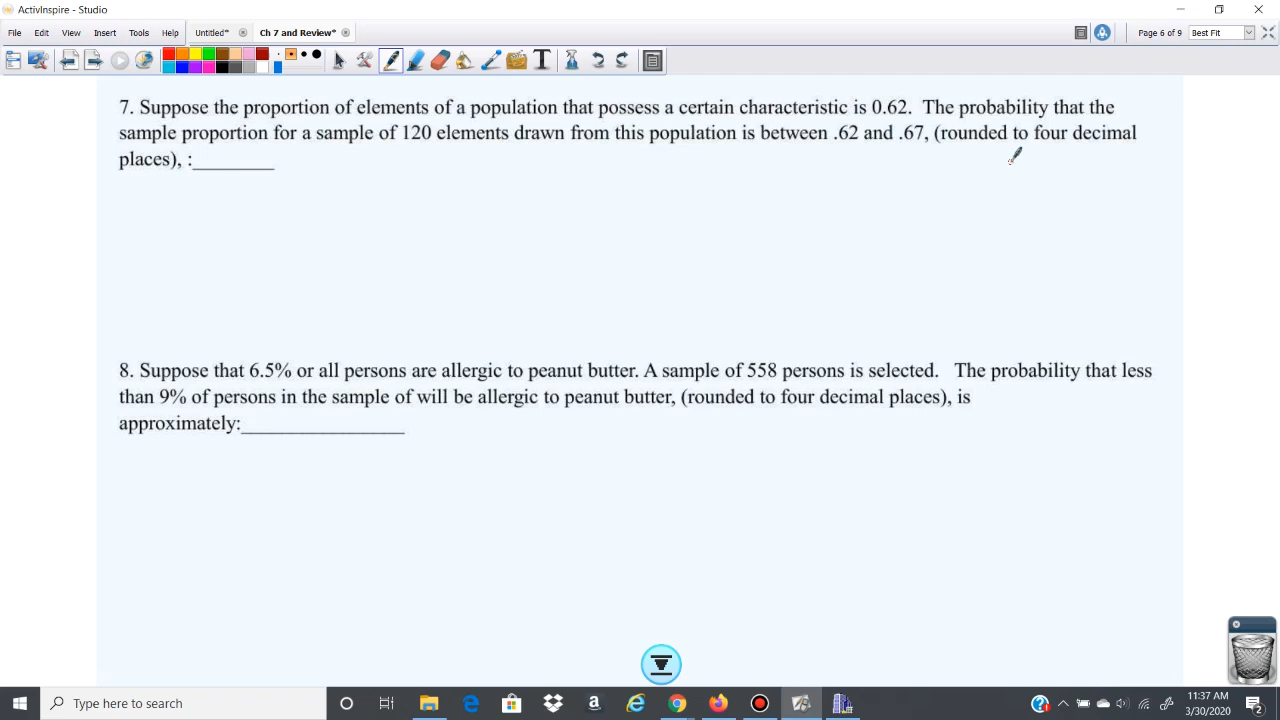 ActivInspire - Studio
File Edit View Insert Tools Help Untitled* Ch 7 and Review* Page 6 of 9 Best Fit
7. Suppose the proportion of elements of a population that possess a certain characteristic is 0.62. The probability that the
sample proportion for a sample of 120 elements drawn from this population is between .62 and .67, (rounded to four decimal
places), :________
8. Suppose that 6.5% or all persons are allergic to peanut butter. A sample of 558 persons is selected. The probability that less
than 9% of persons in the sample of will be allergic to peanut butter, (rounded to four decimal places), is
approximately:________________
Type here to search
11:37 AM
3/30/2020
2